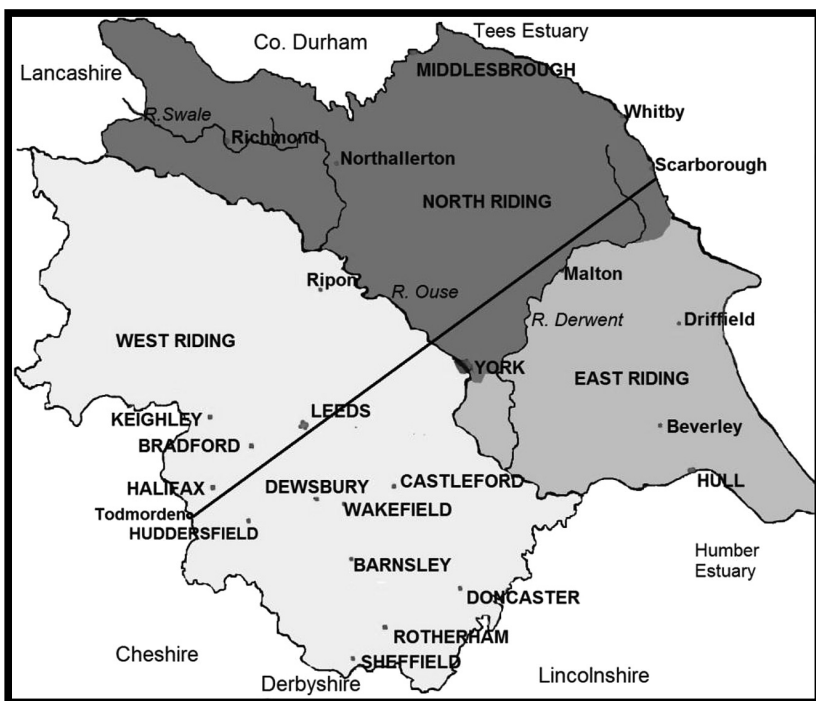 Tees Estuary
Co. Durham
Lancashire
MIDDLESBROUGH
R.Swale
Whitby
Richmond
Northallerton
Scarborough
NORTH RIDING
Ripon
R. Ouse
Malton
R. Derwent
Driffield
WEST RIDING
YORK
EAST RIDING
KEIGHLEY
LEEDS
BRADFORD
Beverley
HALIFAX
DEWSBURY
CASTLEFORD
HULL
Todmorden
WAKEFIELD
HUDDERSFIELD
Humber
Estuary
BARNSLEY
DONCASTER
ROTHERHAM
Cheshire
SHEFFIELD
Derbyshire
Lincolnshire